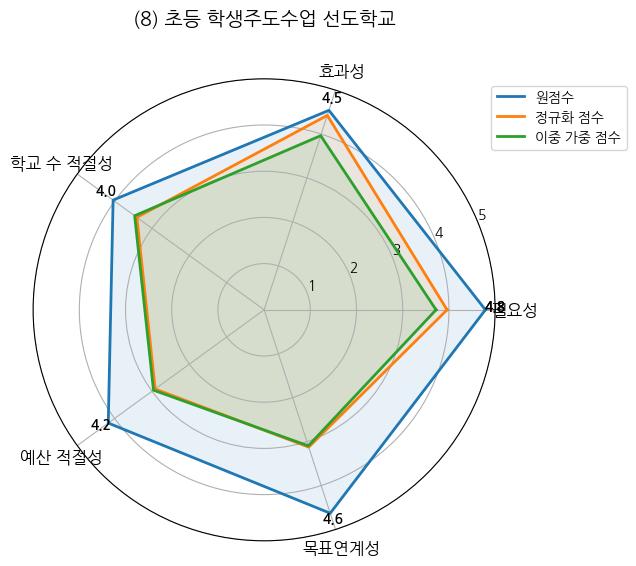 (8) 초등 학생주도수업 선도학교
효과성
4.5
원점수
정규화 점수
이중 가중 점수
학교 수 적절성
4.0
5
4
3
2
1
4.8
필요성
4.2
예산 적절성
4.6
목표연계성